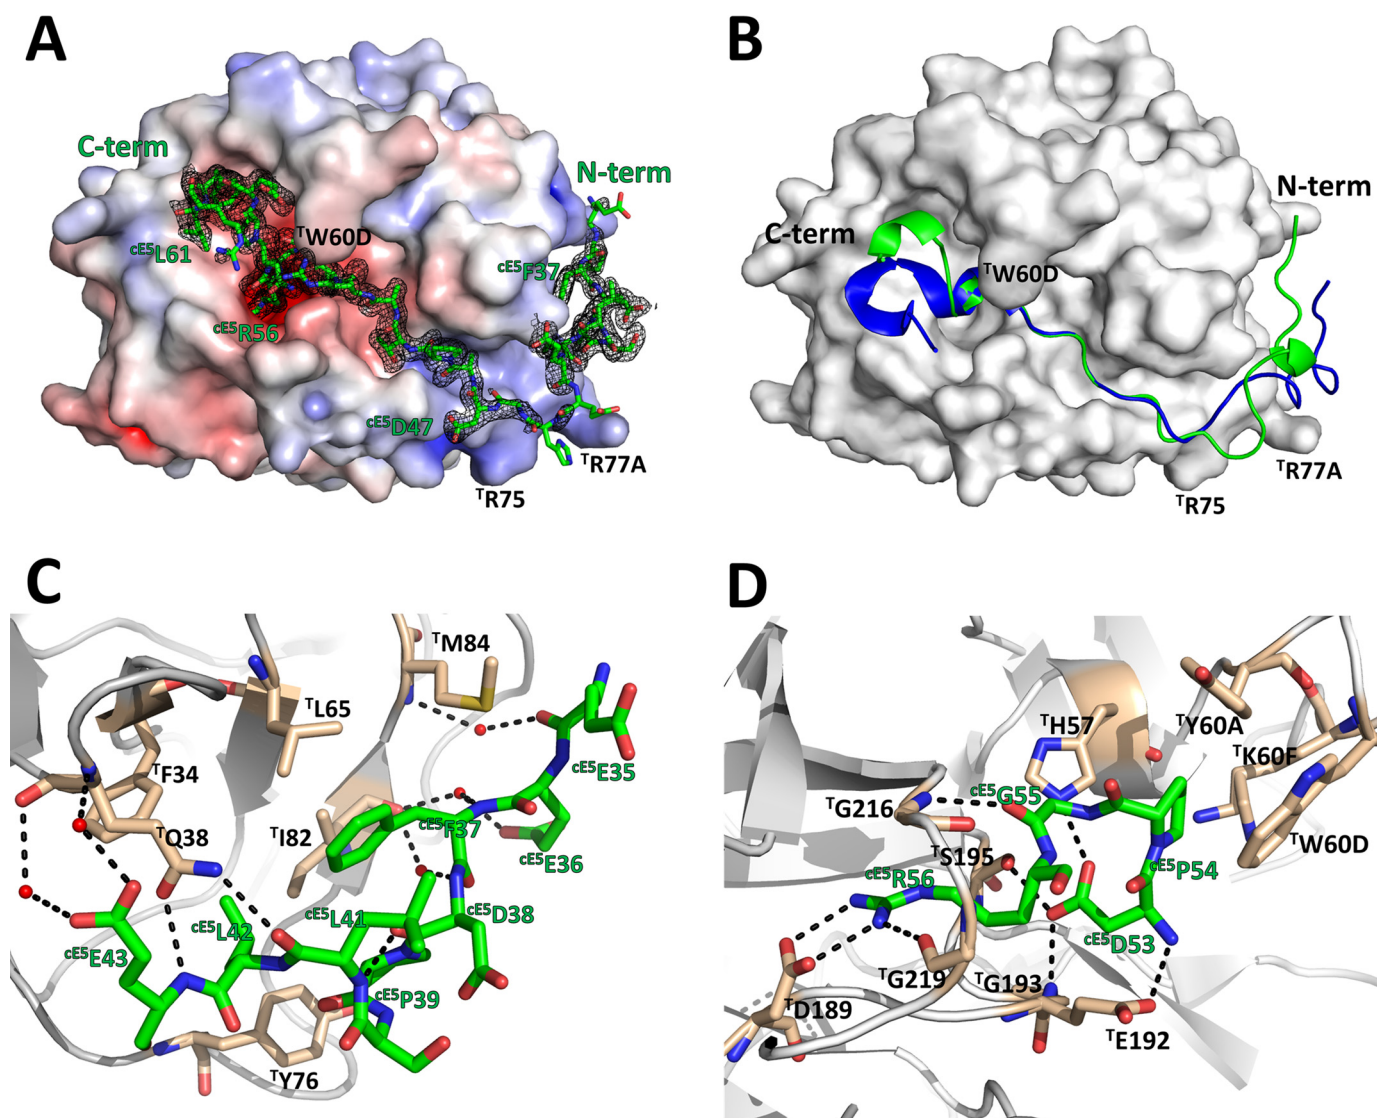 A
C-term
N-term
TW60D
cE5L61
cE5F37
cE5R56
cE5D47
TR77A
TR75
B
N-term
C-term
TW60D
TR77A
TR75
C
TM84
TL65
cE5E35
TF34
cE5F37
TQ38
TI82
cE5E36
cE5L41
cE5D38
cE5L42
cE5E43
cE5P39
TY76
D
TH57
TY60A
TK60F
cE5G55
TG216
TW60D
TS195
cE5P54
cE5R56
cE5D53
TG219
TG193
TD189
TE192